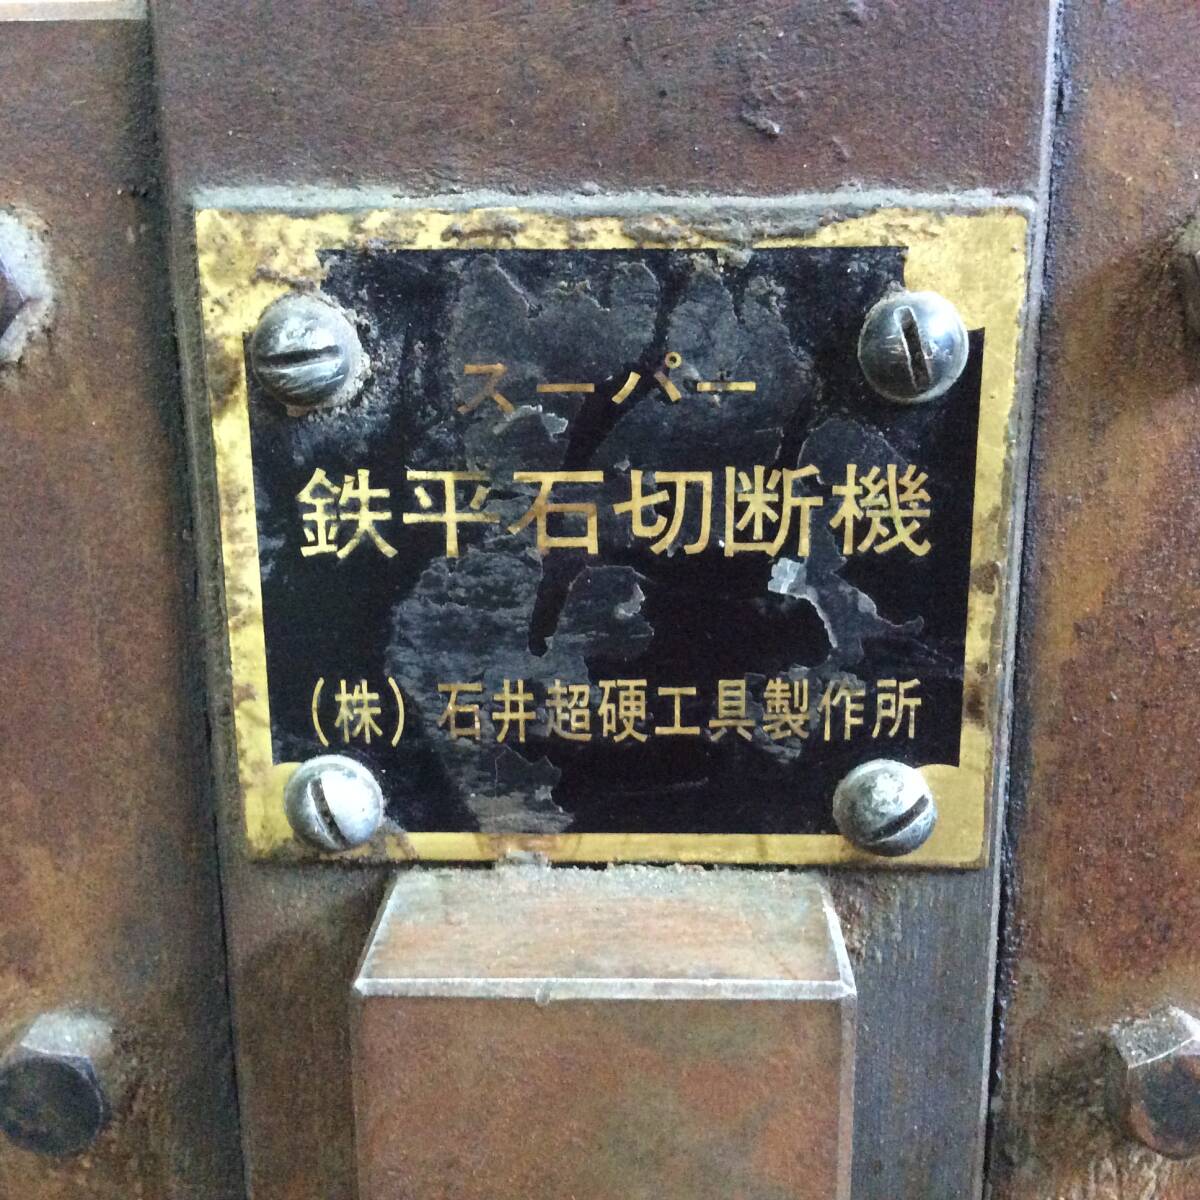 スーパー
鉄平石切断機
(株) 石井超硬工具製作所